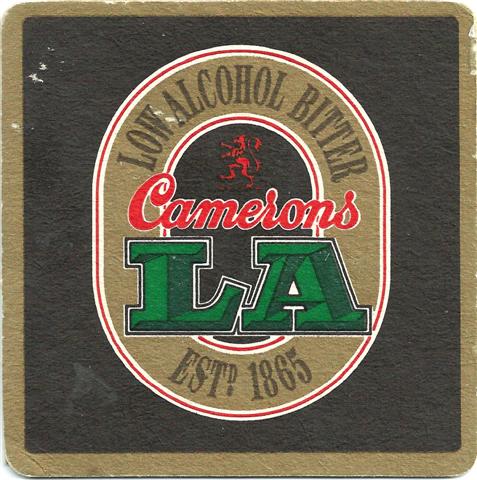 LOW ALCOHOL BITTER
Camerons
LA
ESTD 1865